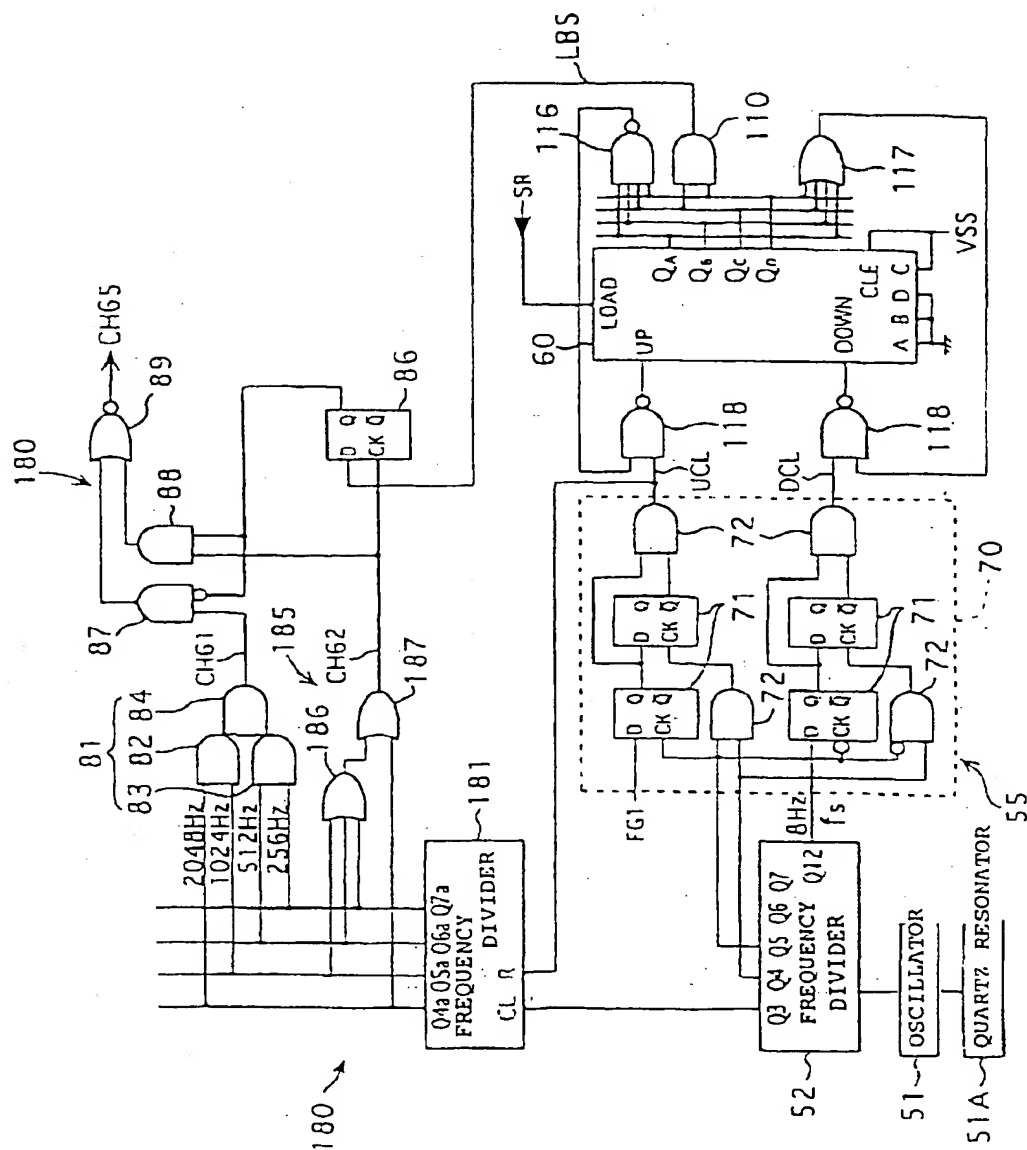 180
CHG5
89
87
88
86
D Q
CK Q̅
180
CHG1
81
84
82
83
185
CHG2
187
186
2048Hz
1024Hz
512Hz
256Hz
181
Q4a Q5a Q6a Q7a
FREQUENCY
DIVIDER
CL R
LBS
116
110
117
SR
60
LOAD
UP
DOWN
QA
QB
QC
QD
CLE
A B D C
VSS
118
118
UCL
DCL
72
72
72
72
71
71
D Q
CK Q̅
D Q
CK Q̅
D Q
CK Q̅
D Q
CK Q̅
70
55
FG1
8Hz
fs
Q3 Q4 Q5 Q6 Q7
FREQUENCY
DIVIDER
Q12
52
51
OSCILLATOR
51A
QUARTZ RESONATOR